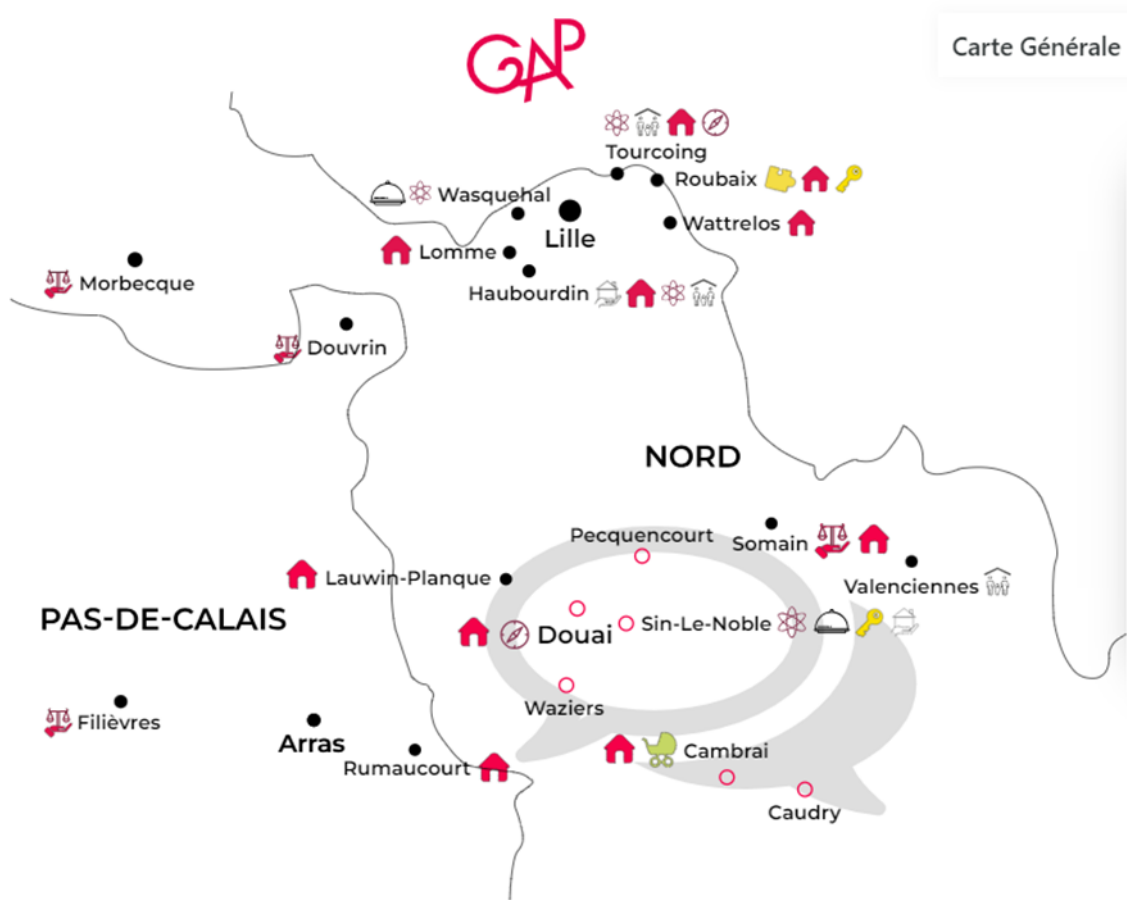 GAP
Carte Générale
Tourcoing
Roubaix
Wasquehal
Wattrelos
Lille
Lomme
Morbecque
Haubourdin
Douvrin
NORD
Pecquencourt
Somain
Lauwin-Planque
Valenciennes
PAS-DE-CALAIS
Sin-Le-Noble
Douai
Waziers
Filièvres
Arras
Cambrai
Rumaucourt
Caudry